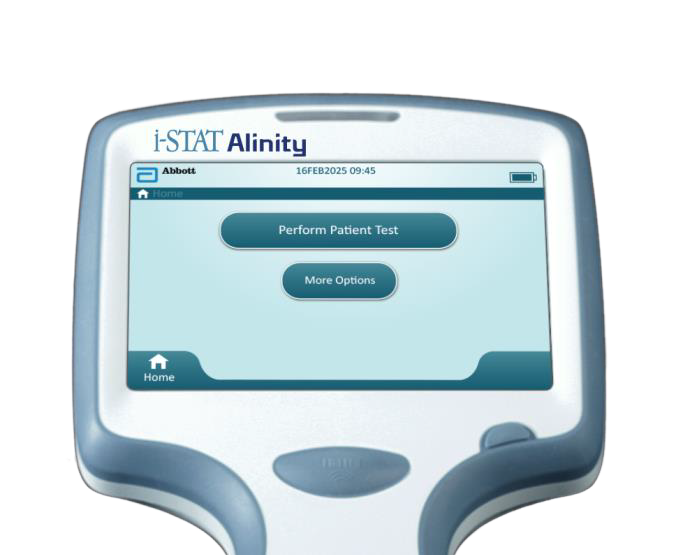 i-STAT Alinity
Abbott
16FEB2025 09:45
Home
Perform Patient Test
More Options
Home